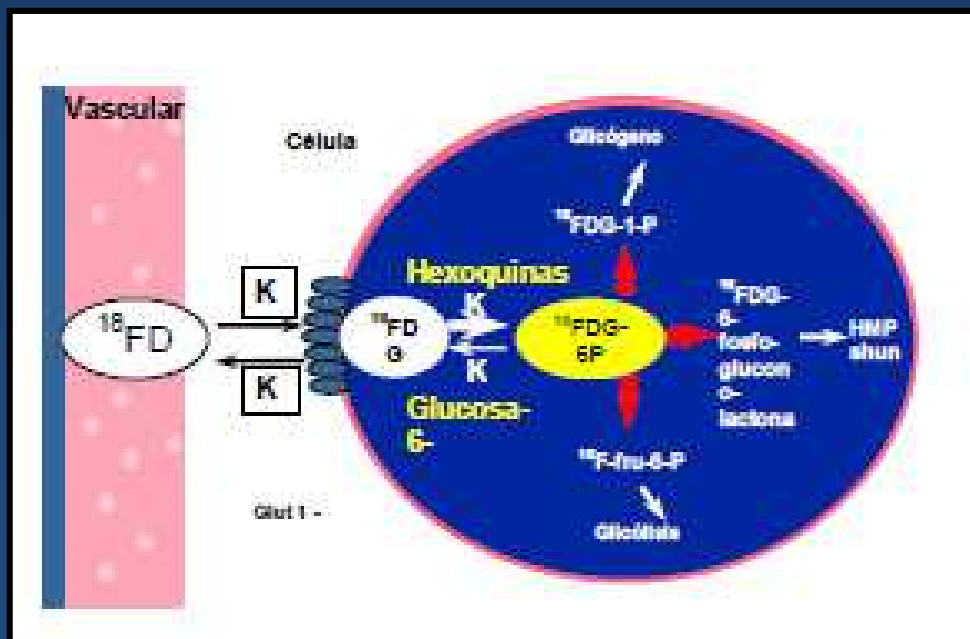 Vascular
Célula
Glicógeno
¹⁸FDG-1-P
Hexoquinas
K
K
¹⁸FD
¹⁸FD
G
¹⁸FDG-
6P
¹⁸FDG-
6-
fosfo-
glucon
o-
lactona
HMP
shun
K
K
Glucosa-
6-
¹⁸F-fru-6-P
Glut 1 -
Glicólisis